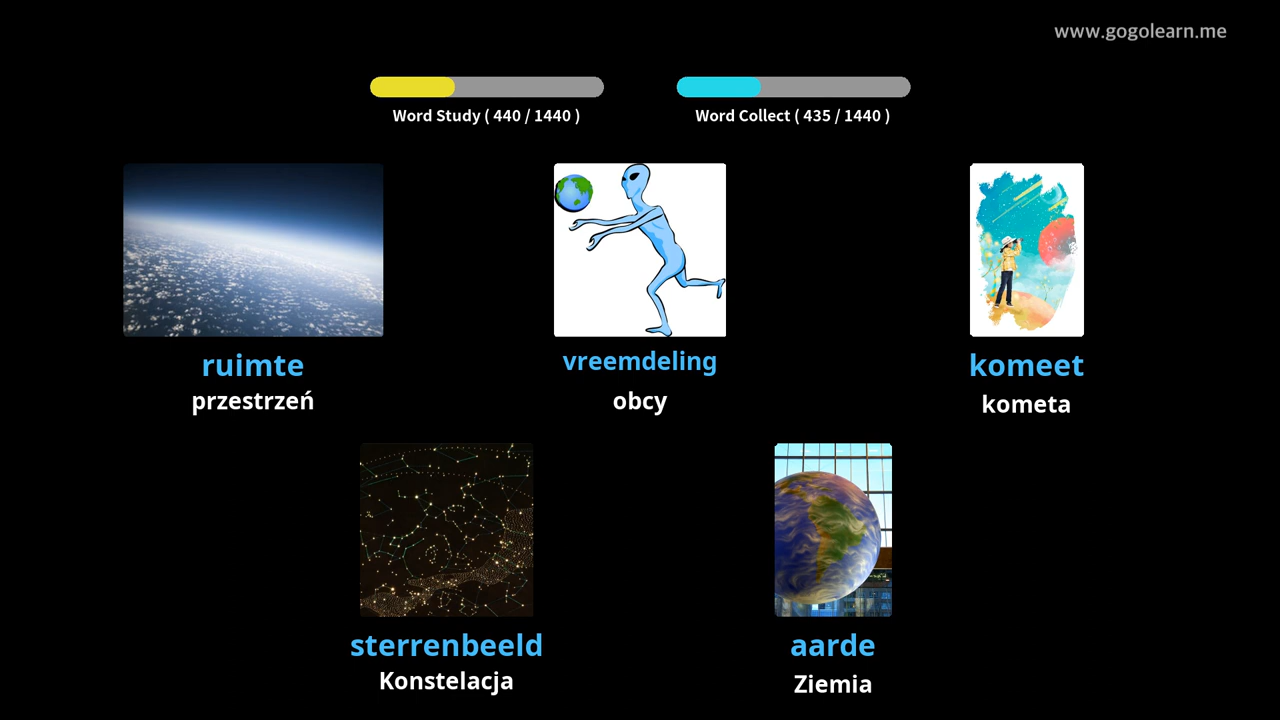 www.gogolearn.me
Word Study ( 440 / 1440 )
Word Collect ( 435 / 1440 )
ruimte
przestrzeń
vreemdeling
obcy
komeet
kometa
sterrenbeeld
Konstelacja
aarde
Ziemia